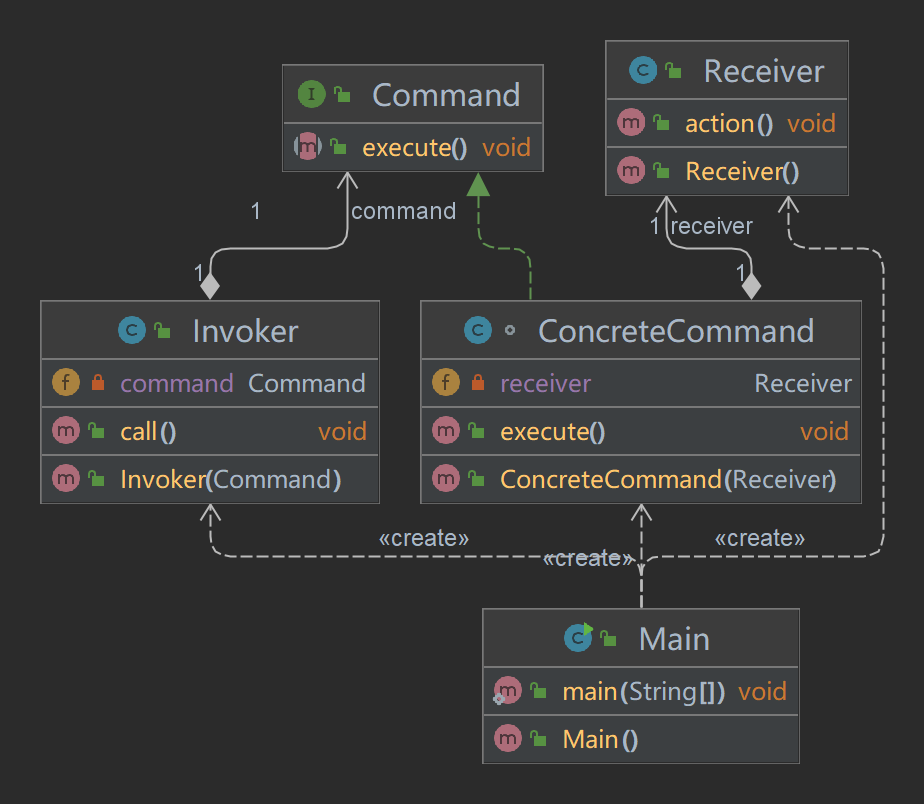 Command
execute() void
Receiver
action() void
Receiver()
1
command
1
1 receiver
1
Invoker
command Command
call() void
Invoker(Command)
ConcreteCommand
receiver Receiver
execute() void
ConcreteCommand(Receiver)
«create»
«create»
«create»
Main
main(String[]) void
Main()